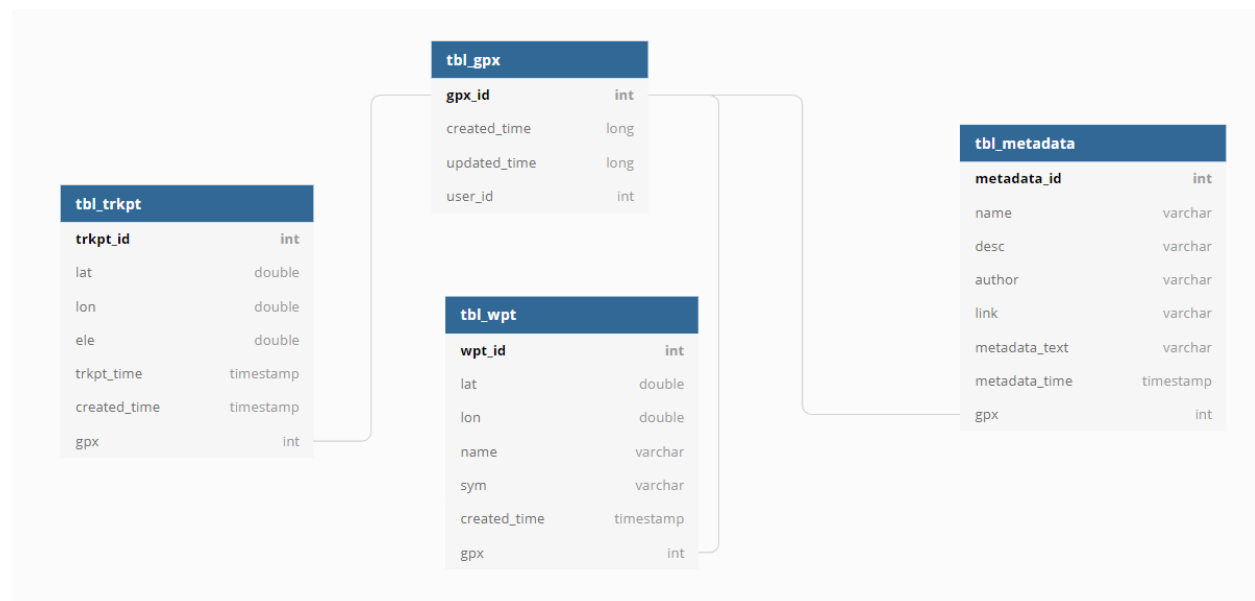 tbl_gpx
gpx_id int
created_time long
updated_time long
user_id int
tbl_metadata
metadata_id int
name varchar
desc varchar
author varchar
link varchar
metadata_text varchar
metadata_time timestamp
gpx int
tbl_trkpt
trkpt_id int
lat double
lon double
ele double
trkpt_time timestamp
created_time timestamp
gpx int
tbl_wpt
wpt_id int
lat double
lon double
name varchar
sym varchar
created_time timestamp
gpx int